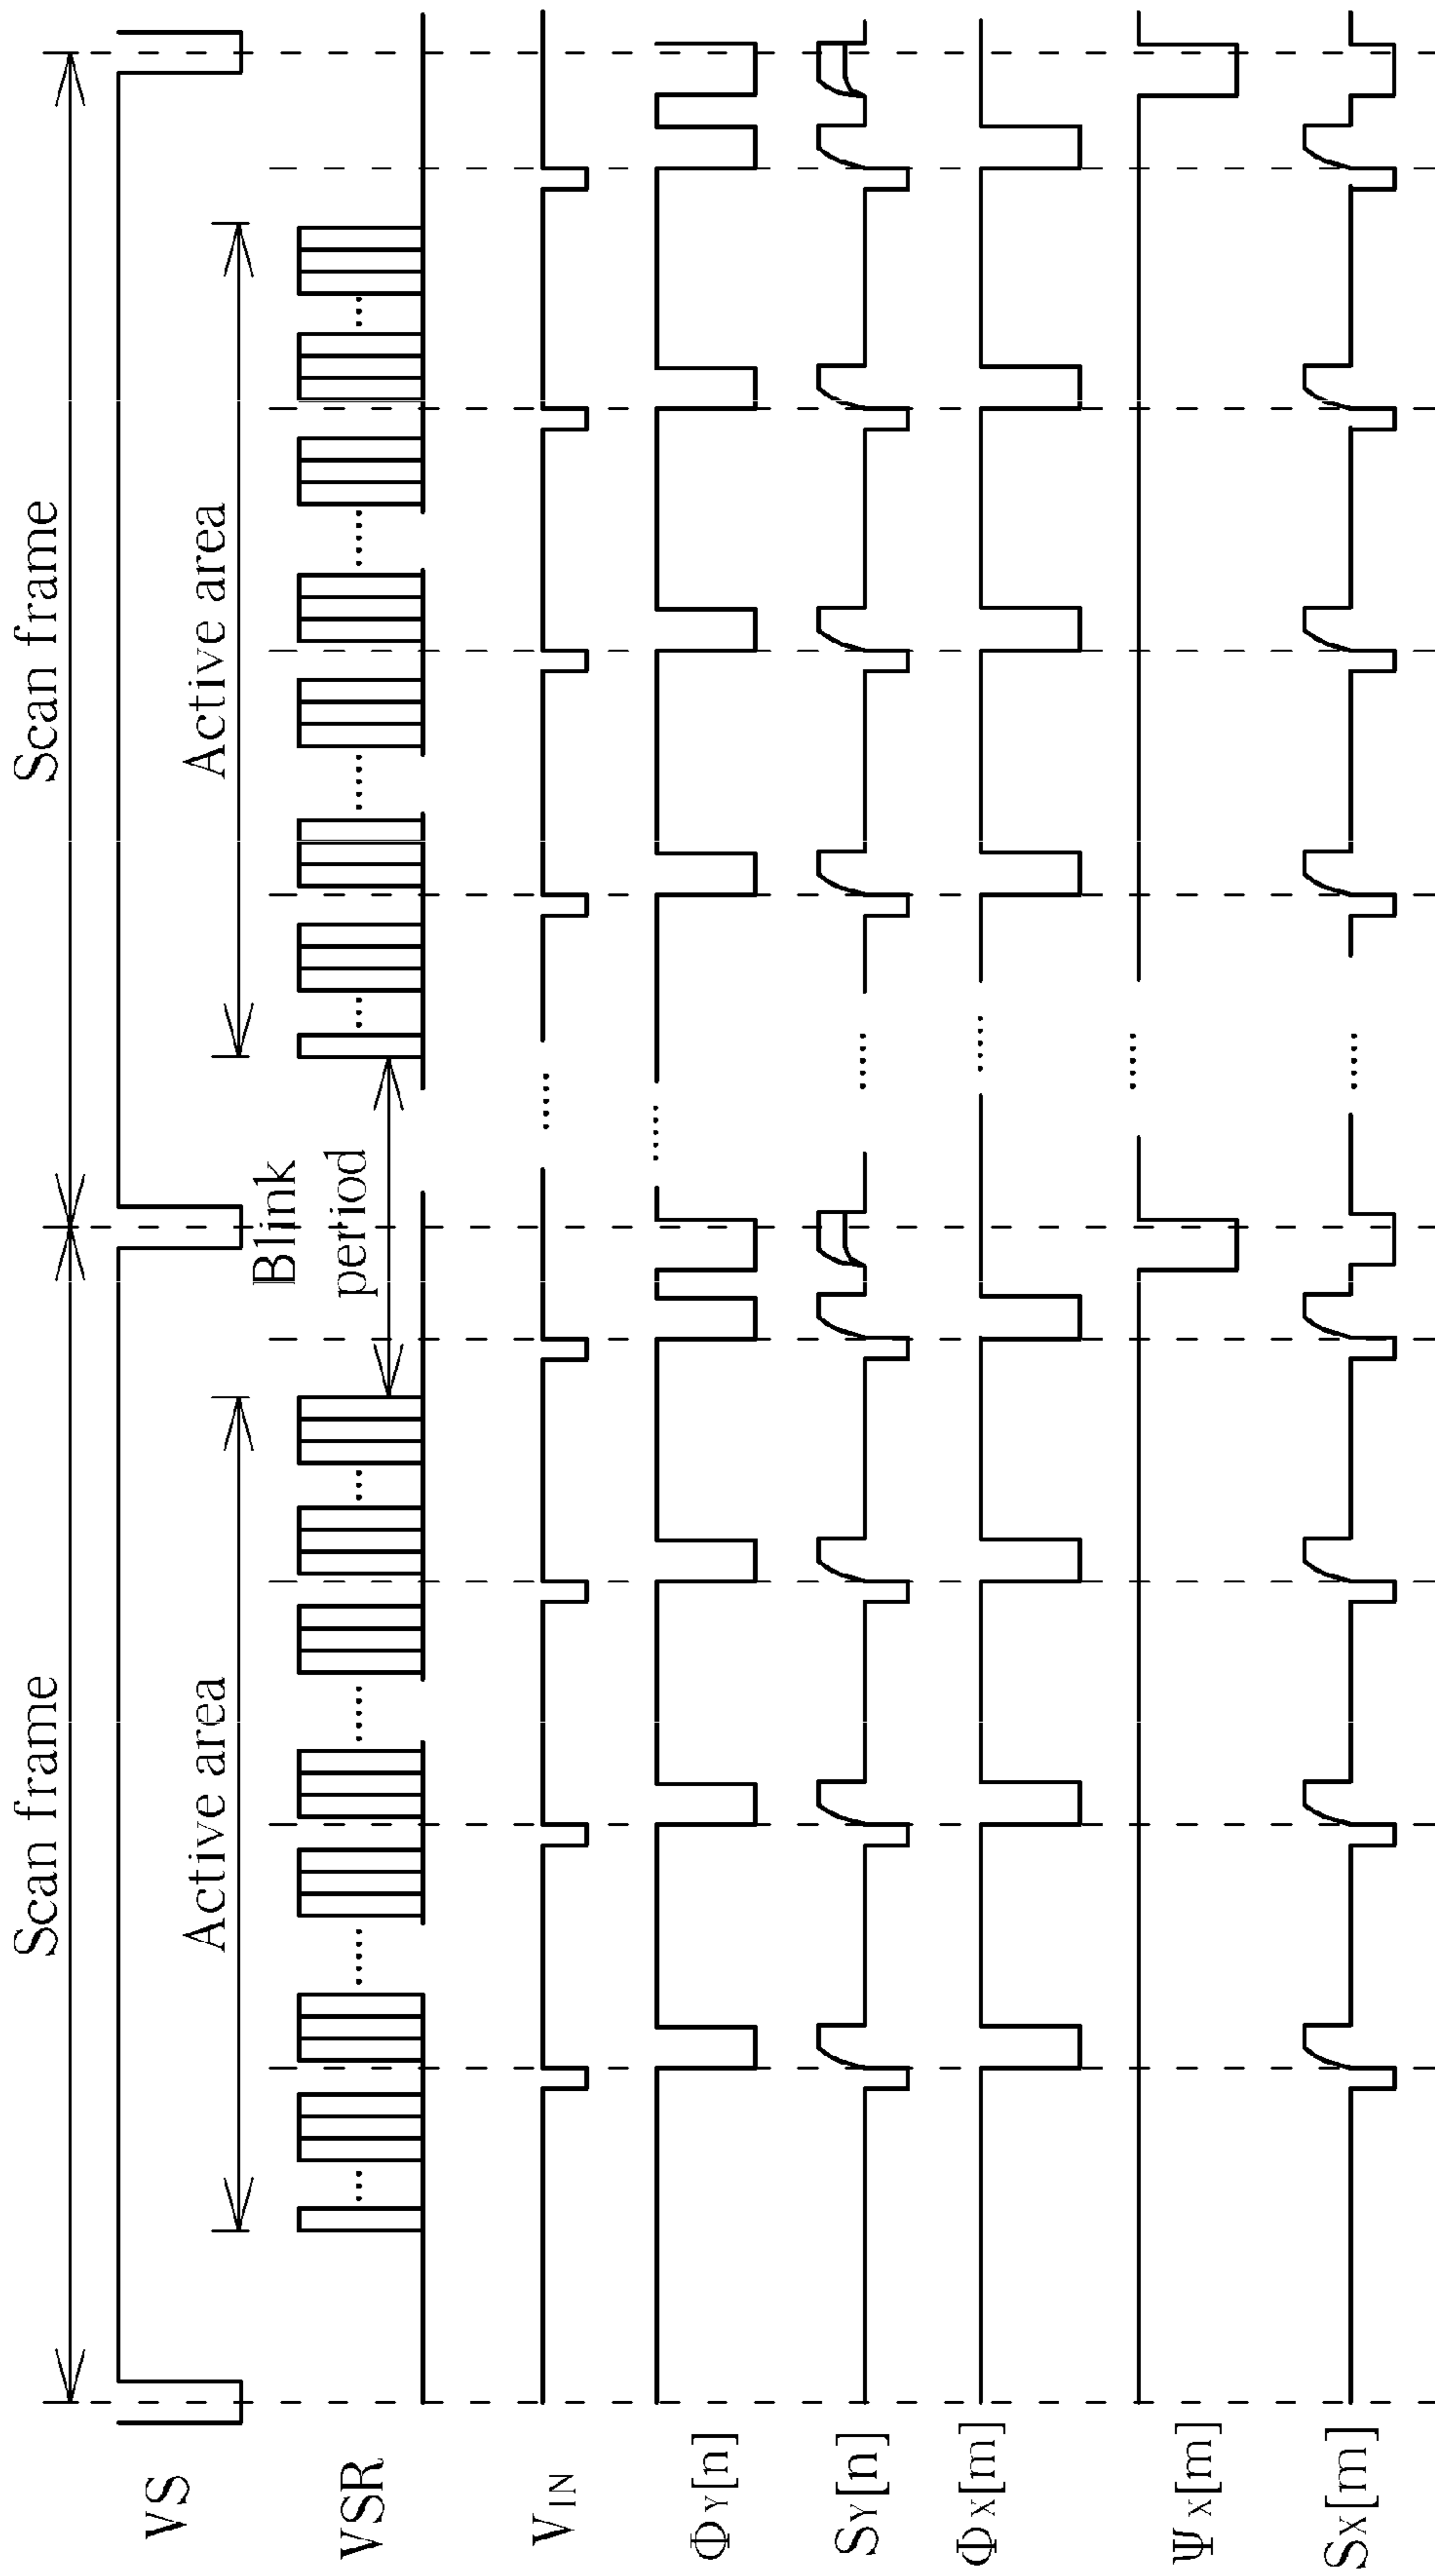 Scan frame
Scan frame
VS
Active area
Active area
Blink
period
VSR
VIN
ΦY[n]
SY[n]
ΦX[m]
ΨX[m]
SX[m]